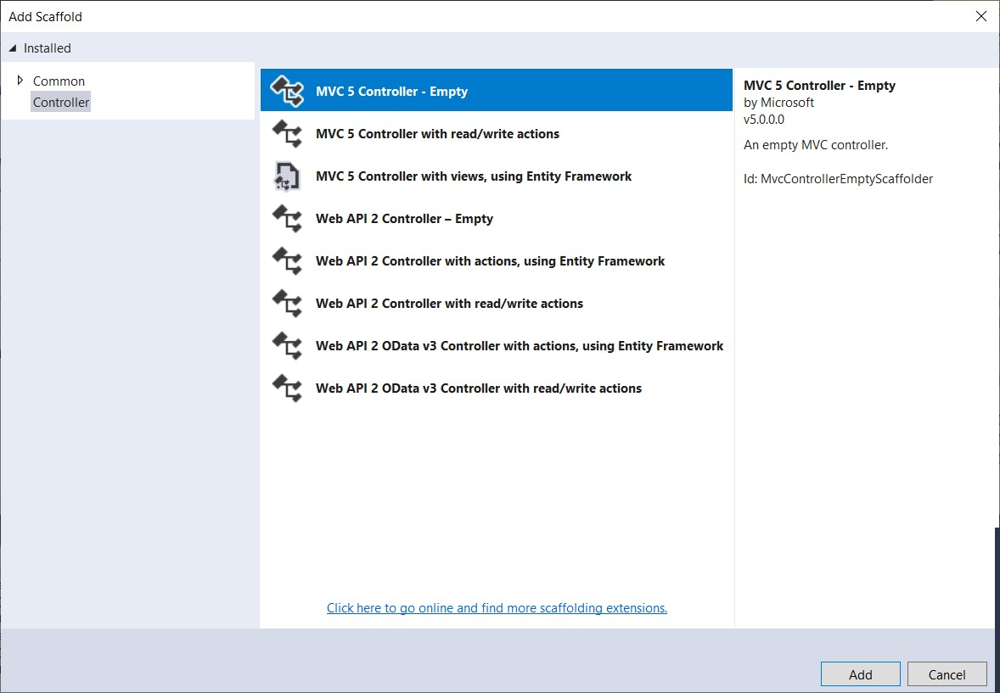 Add Scaffold
Installed
Common
Controller
MVC 5 Controller - Empty
MVC 5 Controller with read/write actions
MVC 5 Controller with views, using Entity Framework
Web API 2 Controller – Empty
Web API 2 Controller with actions, using Entity Framework
Web API 2 Controller with read/write actions
Web API 2 OData v3 Controller with actions, using Entity Framework
Web API 2 OData v3 Controller with read/write actions
Click here to go online and find more scaffolding extensions.
MVC 5 Controller - Empty
by Microsoft
v5.0.0.0
An empty MVC controller.
Id: MvcControllerEmptyScaffolder
Add
Cancel